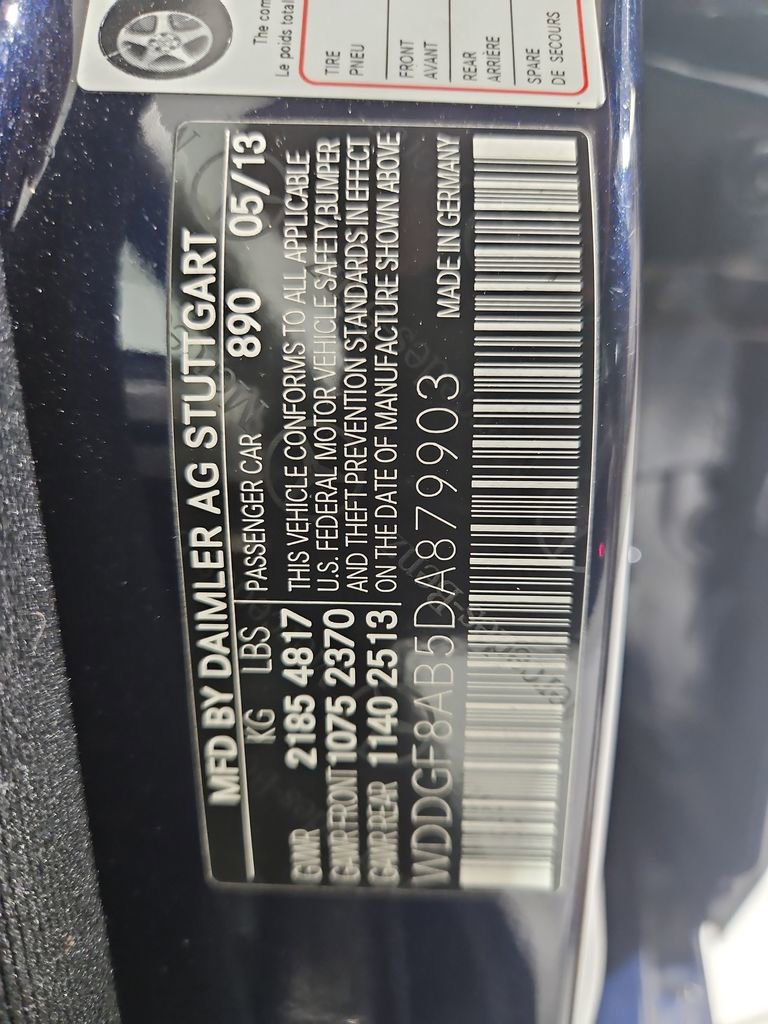 The com
Le poids total
TIRE
PNEU
FRONT
AVANT
REAR
ARRIÈRE
SPARE
DE SECOURS
MFD BY DAIMLER AG STUTTGART
KG LBS PASSENGER CAR 890 05/13
GVWR 2185 4817 THIS VEHICLE CONFORMS TO ALL APPLICABLE
GAWR FRONT 1075 2370 U.S. FEDERAL MOTOR VEHICLE SAFETY,BUMPER
GAWR REAR 1140 2513 AND THEFT PREVENTION STANDARDS IN EFFECT
ON THE DATE OF MANUFACTURE SHOWN ABOVE
WDDGF8AB5DA879903 MADE IN GERMANY